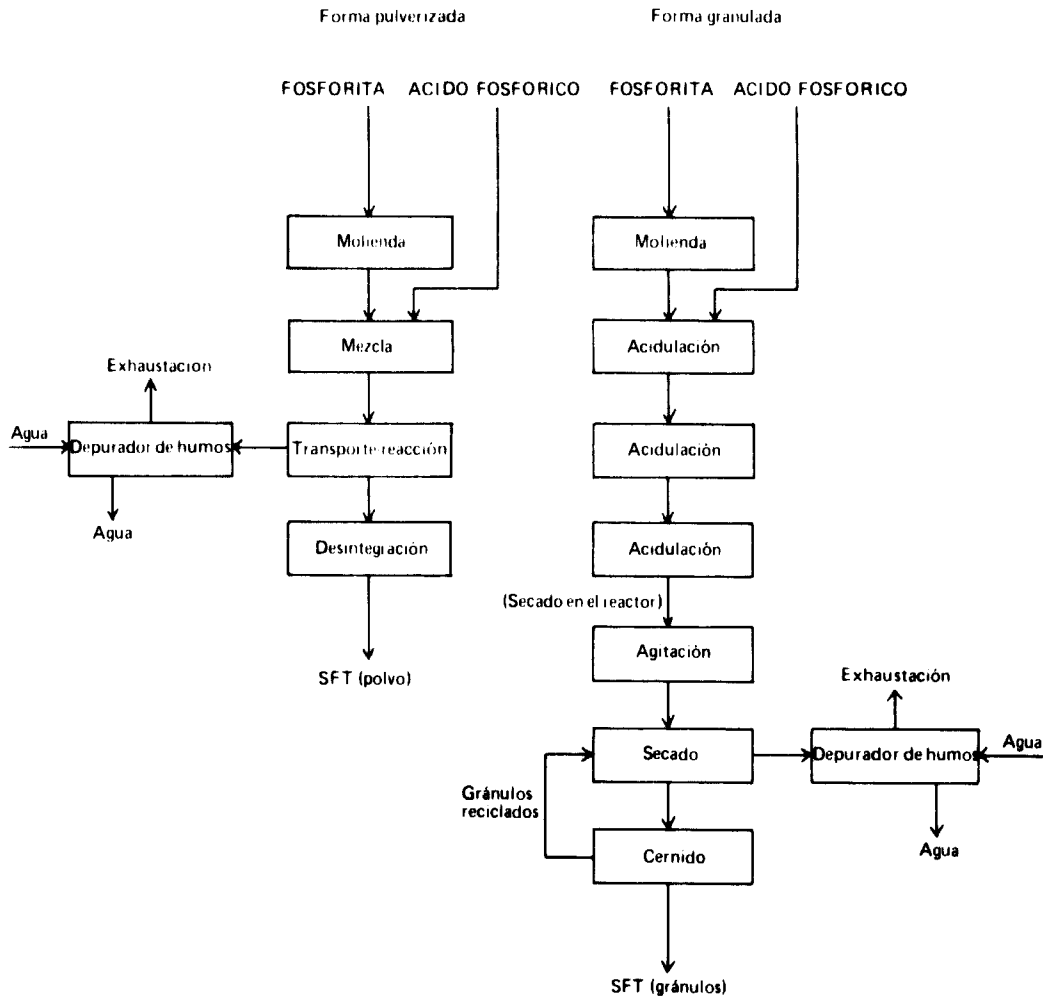 Forma pulverizada
Forma granulada
FOSFORITA ACIDO FOSFORICO
FOSFORITA ACIDO FOSFORICO
Molienda
Molienda
Mezcla
Acidulación
Exhaustacion
Agua
Depurador de humos
Transporte-reacción
Acidulación
Agua
Desintegración
Acidulación
(Secado en el reactor)
Agitación
SFT (polvo)
Exhaustación
Secado
Depurador de humos
Agua
Gránulos
reciclados
Cernido
Agua
SFT (gránulos)